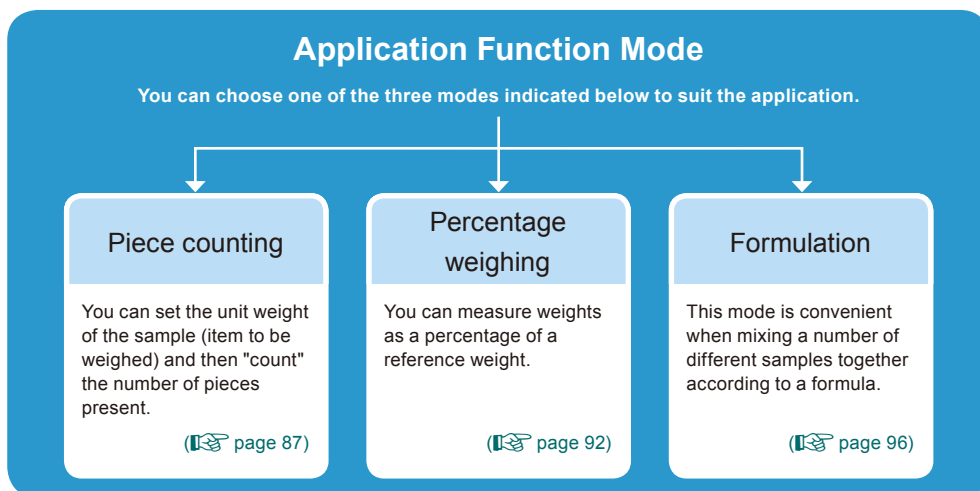 Application Function Mode
You can choose one of the three modes indicated below to suit the application.
Piece counting
You can set the unit weight
of the sample (item to be
weighed) and then "count"
the number of pieces
present.
(☞ page 87)
Percentage
weighing
You can measure weights
as a percentage of a
reference weight.
(☞ page 92)
Formulation
This mode is convenient
when mixing a number of
different samples together
according to a formula.
(☞ page 96)